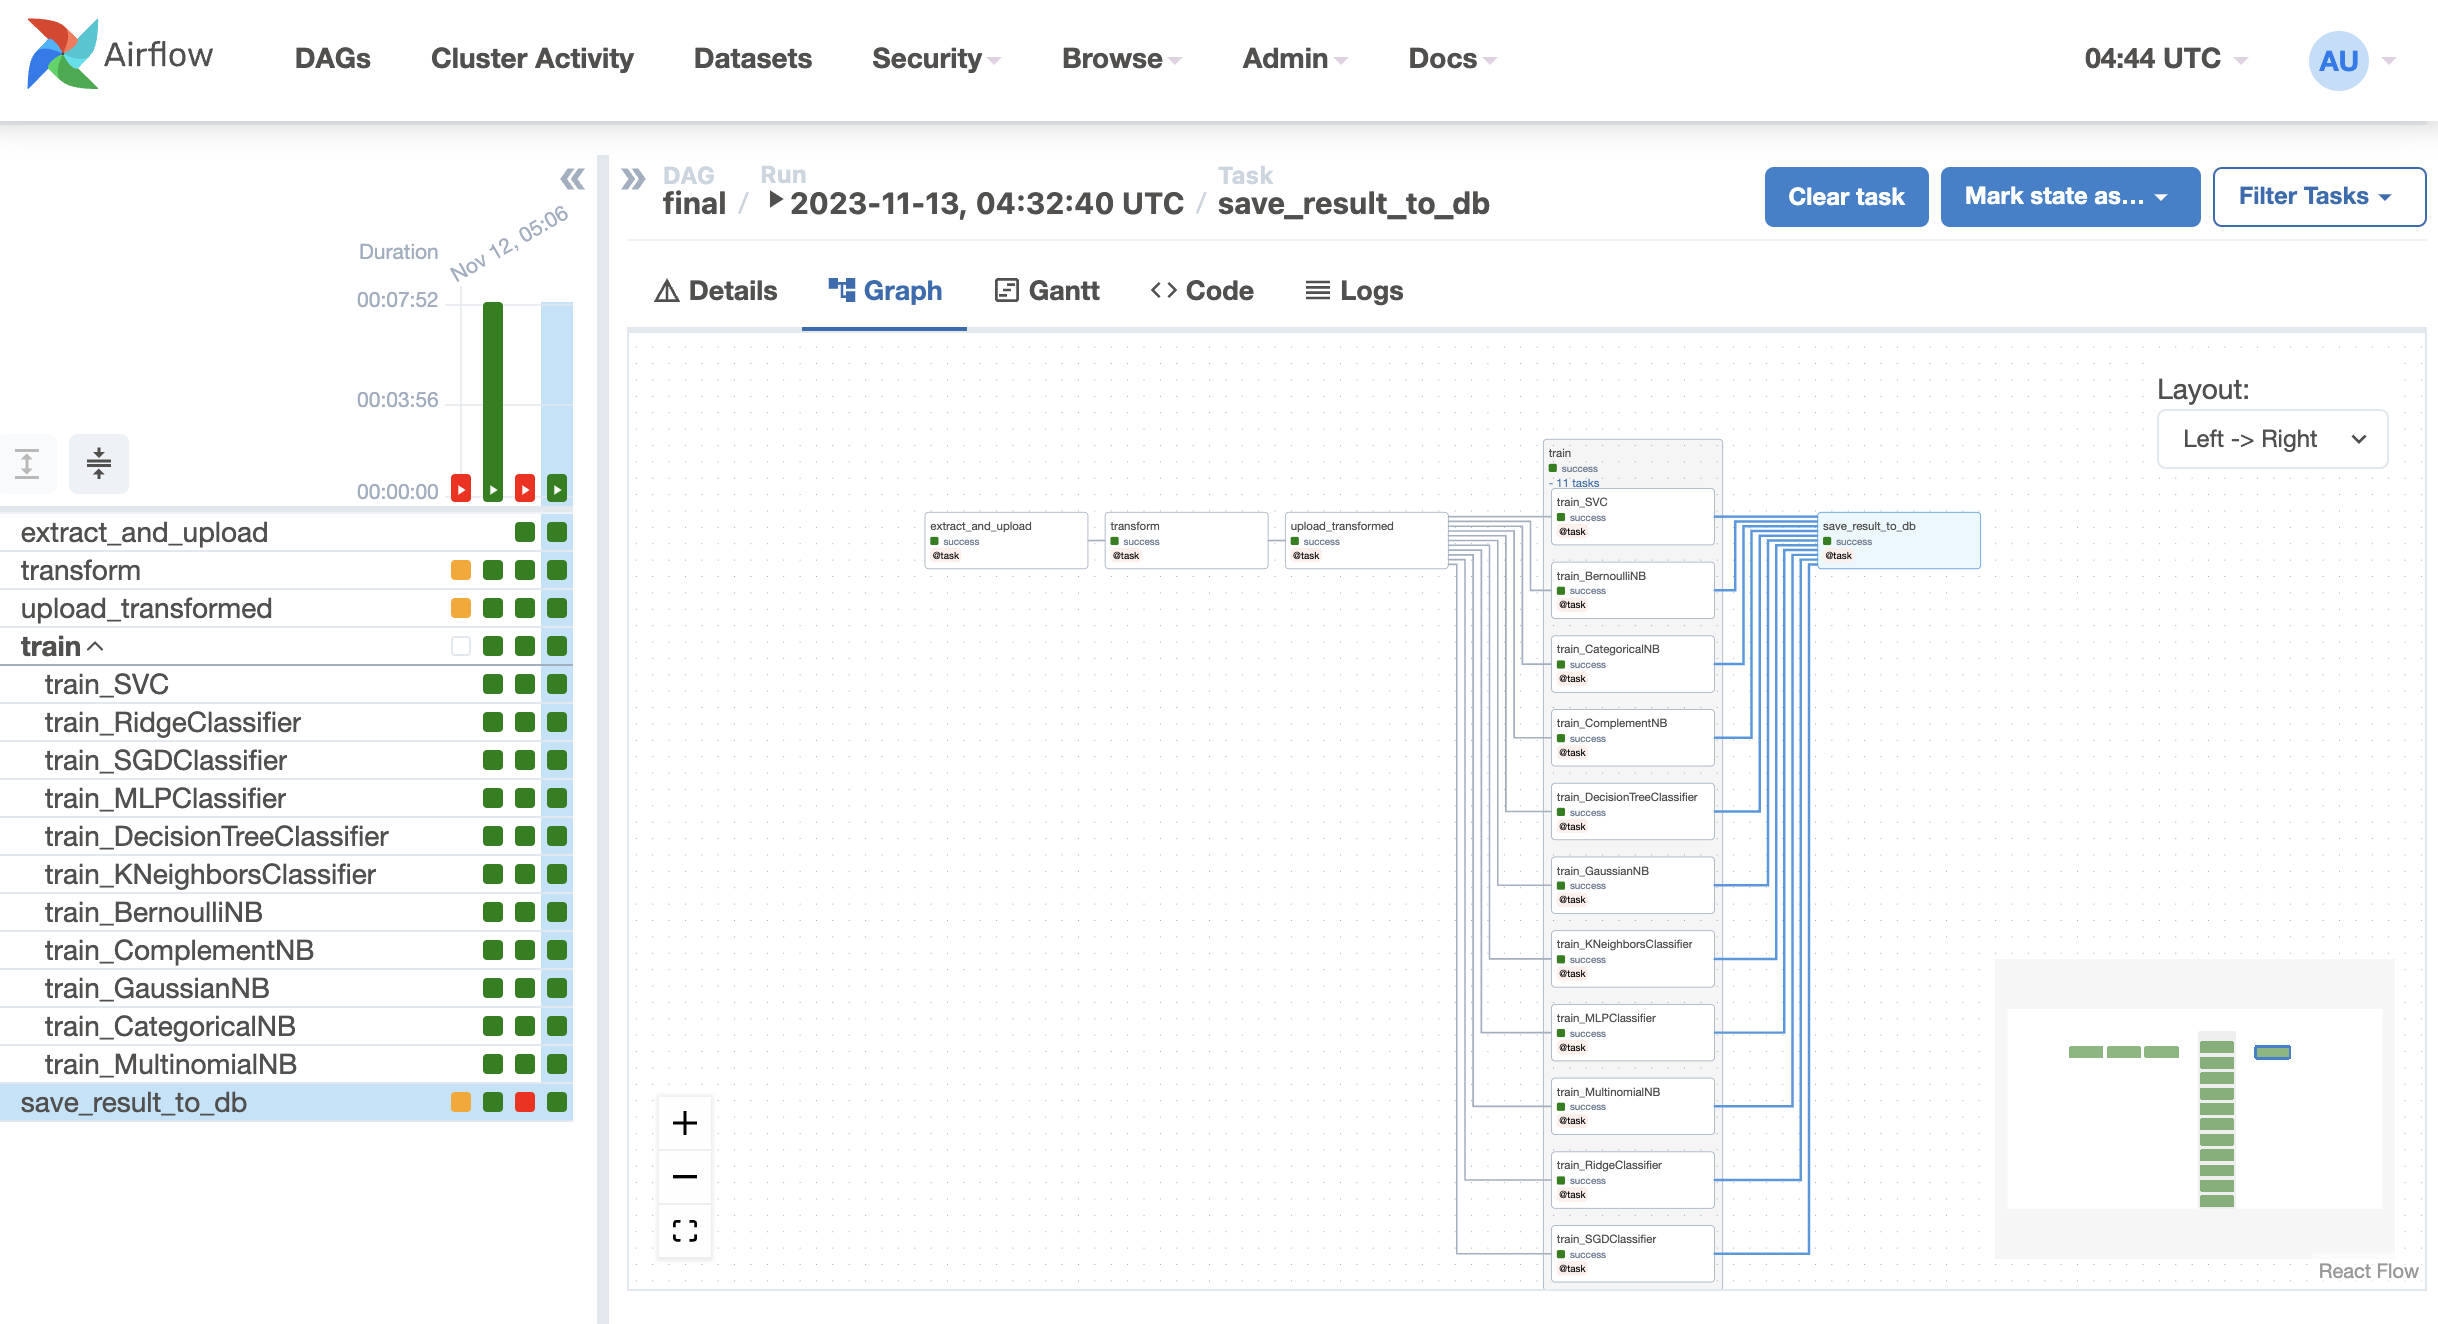 Airflow
DAGs
Cluster Activity
Datasets
Security
Browse
Admin
Docs
04:44 UTC
AU
Duration
Nov 12, 05:06
00:07:52
00:03:56
00:00:00
extract_and_upload
transform
upload_transformed
train
train_SVC
train_RidgeClassifier
train_SGDClassifier
train_MLPClassifier
train_DecisionTreeClassifier
train_KNeighborsClassifier
train_BernoulliNB
train_ComplementNB
train_GaussianNB
train_CategoricalNB
train_MultinomialNB
save_result_to_db
DAG
final /
Run
2023-11-13, 04:32:40 UTC /
Task
save_result_to_db
Clear task
Mark state as...
Filter Tasks
Details
Graph
Gantt
Code
Logs
Layout:
Left -> Right
extract_and_upload
success
@task
transform
success
@task
upload_transformed
success
@task
train
success
- 11 tasks
train_SVC
success
@task
train_BernoulliNB
success
@task
train_CategoricalNB
success
@task
train_ComplementNB
success
@task
train_DecisionTreeClassifier
success
@task
train_GaussianNB
success
@task
train_KNeighborsClassifier
success
@task
train_MLPClassifier
success
@task
train_MultinomialNB
success
@task
train_RidgeClassifier
success
@task
train_SGDClassifier
success
@task
save_result_to_db
success
@task
React Flow